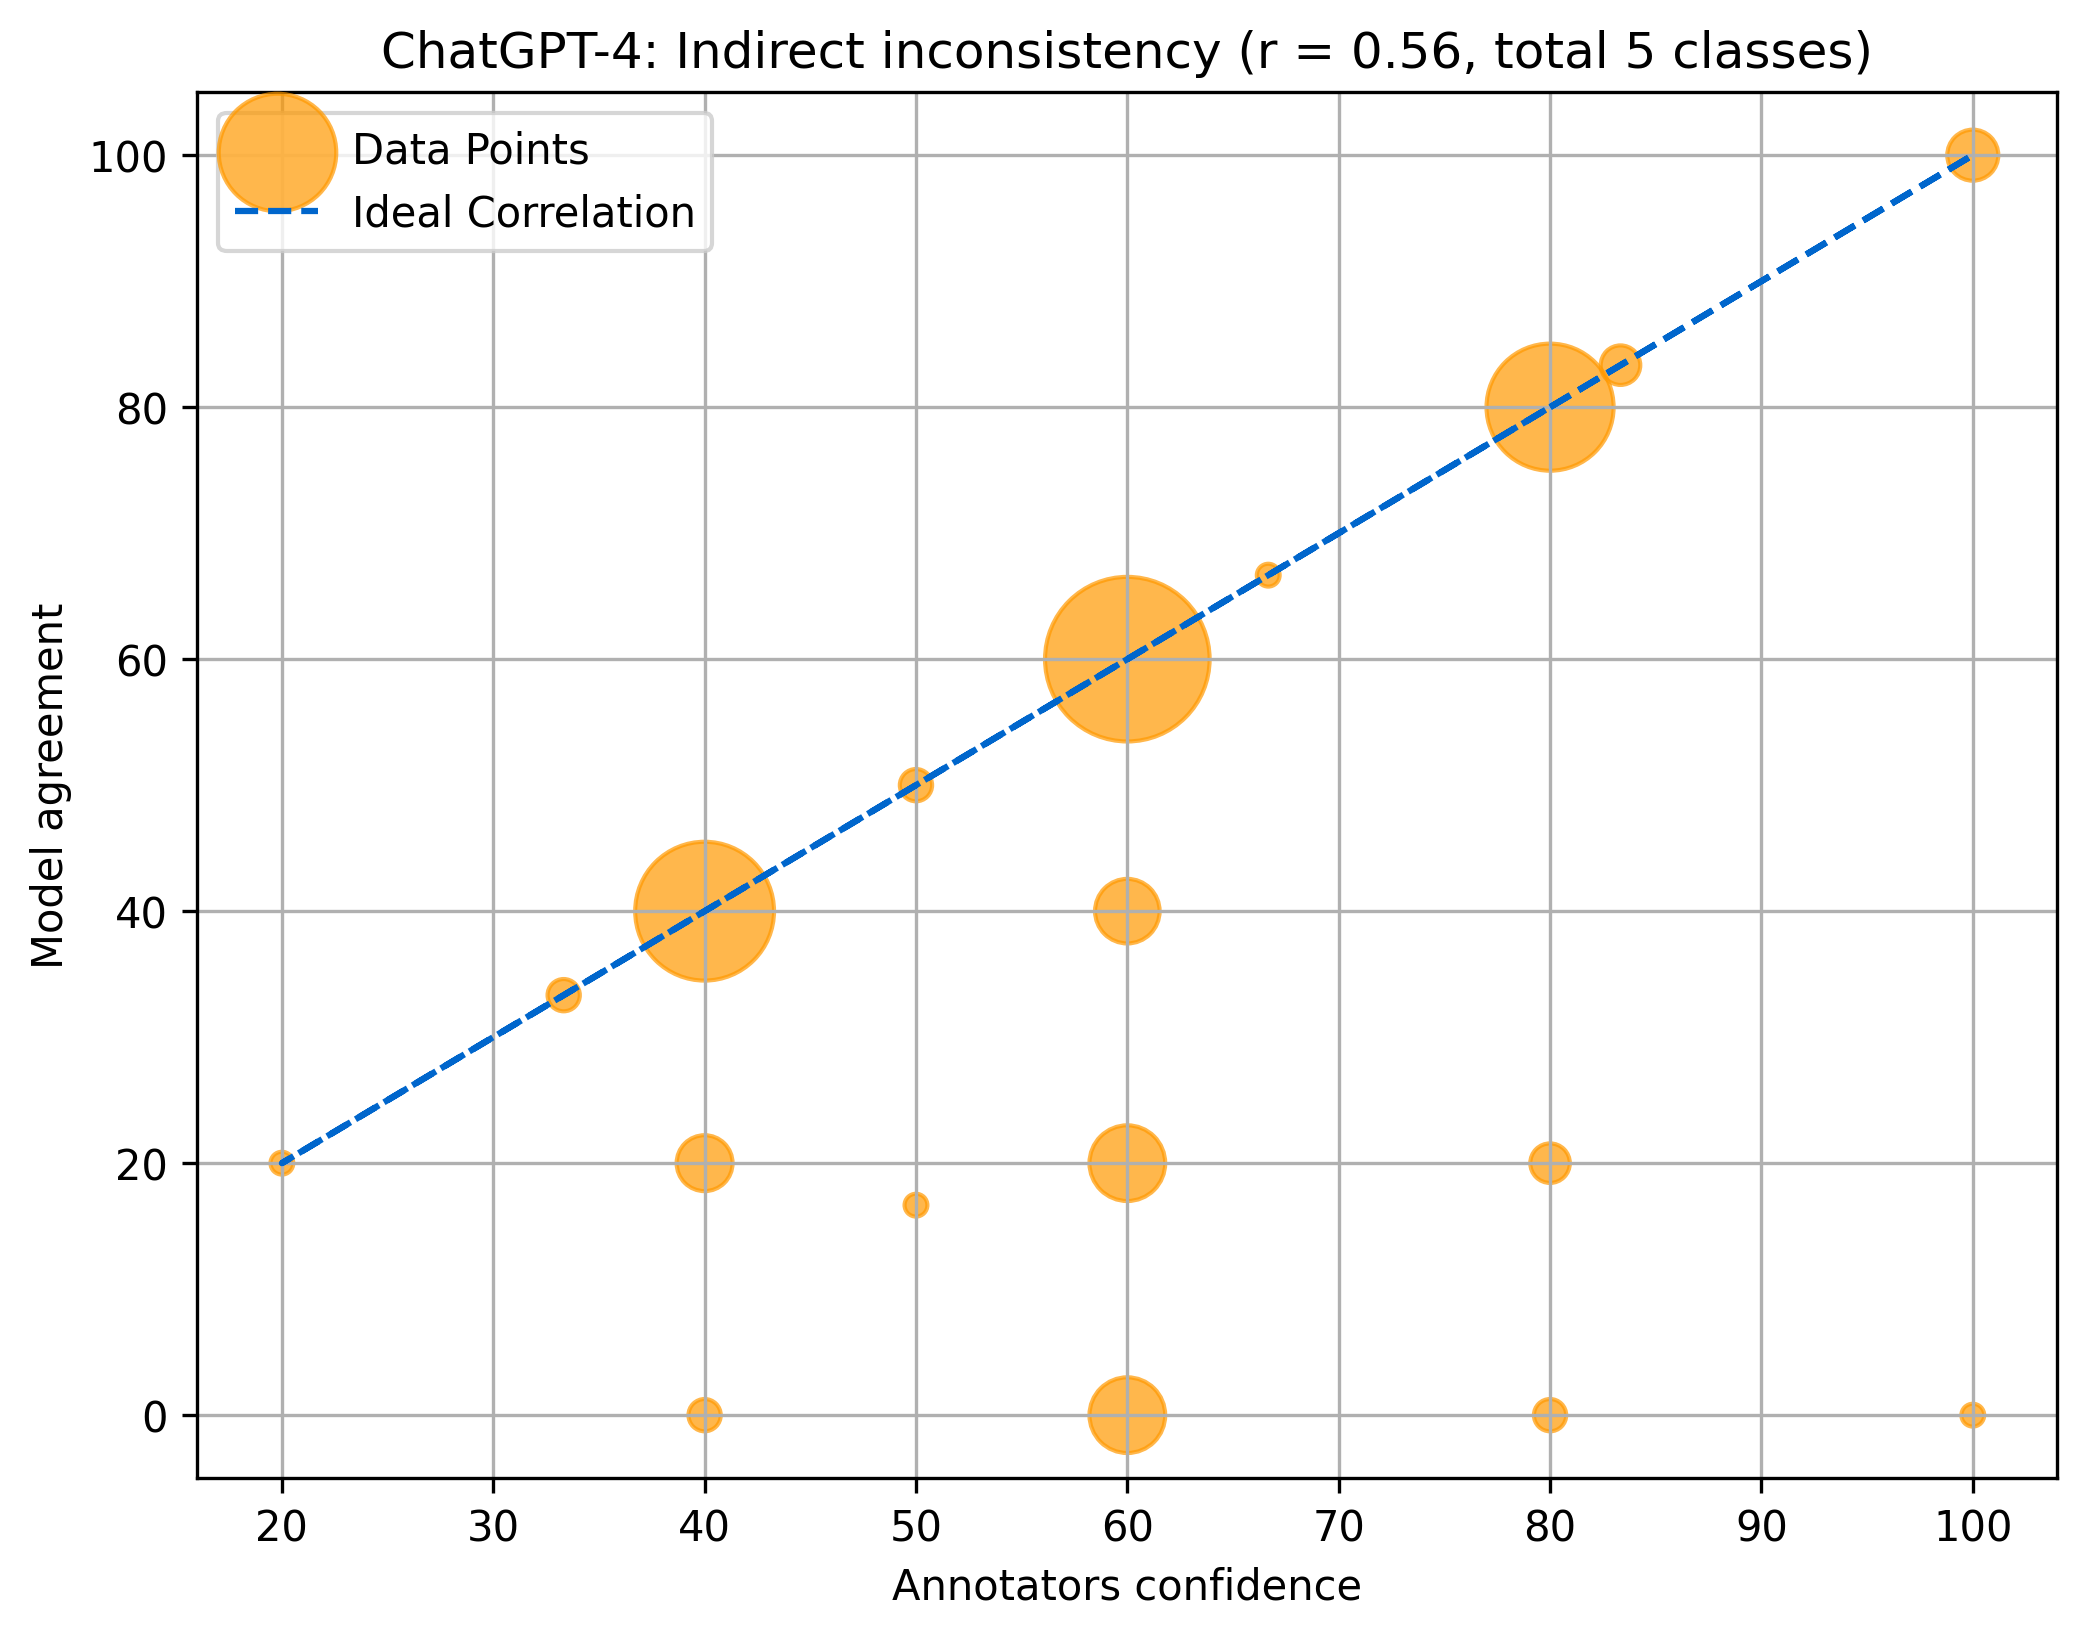 ChatGPT-4: Indirect inconsistency (r = 0.56, total 5 classes)
Data Points
Ideal Correlation
100
80
60
40
20
0
Model agreement
20 30 40 50 60 70 80 90 100
Annotators confidence